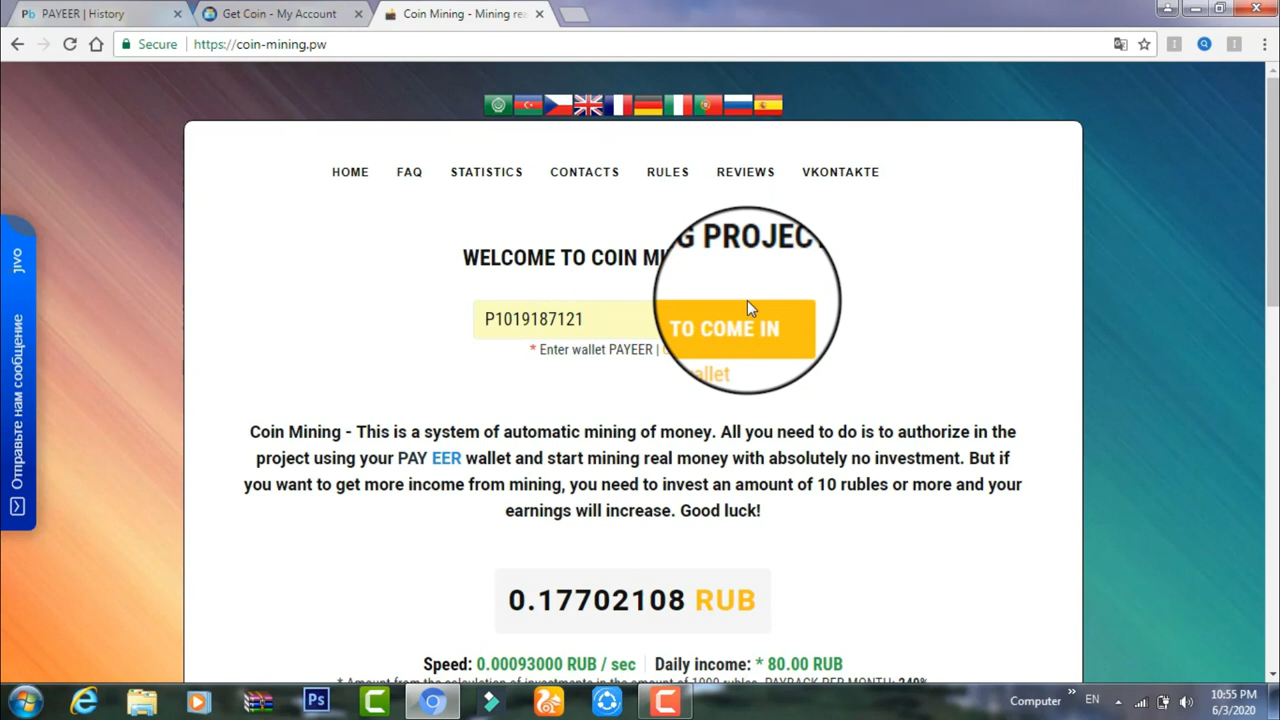 PAYEER | History
Get Coin - My Account
Coin Mining - Mining rea
Secure
https://coin-mining.pw
HOME FAQ STATISTICS CONTACTS RULES REVIEWS VKONTAKTE
G PROJEC
WELCOME TO COIN MI
P1019187121
TO COME IN
* Enter wallet PAYEER |
allet
Coin Mining - This is a system of automatic mining of money. All you need to do is to authorize in the
project using your PAY EER wallet and start mining real money with absolutely no investment. But if
you want to get more income from mining, you need to invest an amount of 10 rubles or more and your
earnings will increase. Good luck!
0.17702108 RUB
Speed: 0.00093000 RUB / sec Daily income: * 80.00 RUB
jivo
Отправьте нам сообщение
Ps
Computer
EN
10:55 PM
6/3/2020